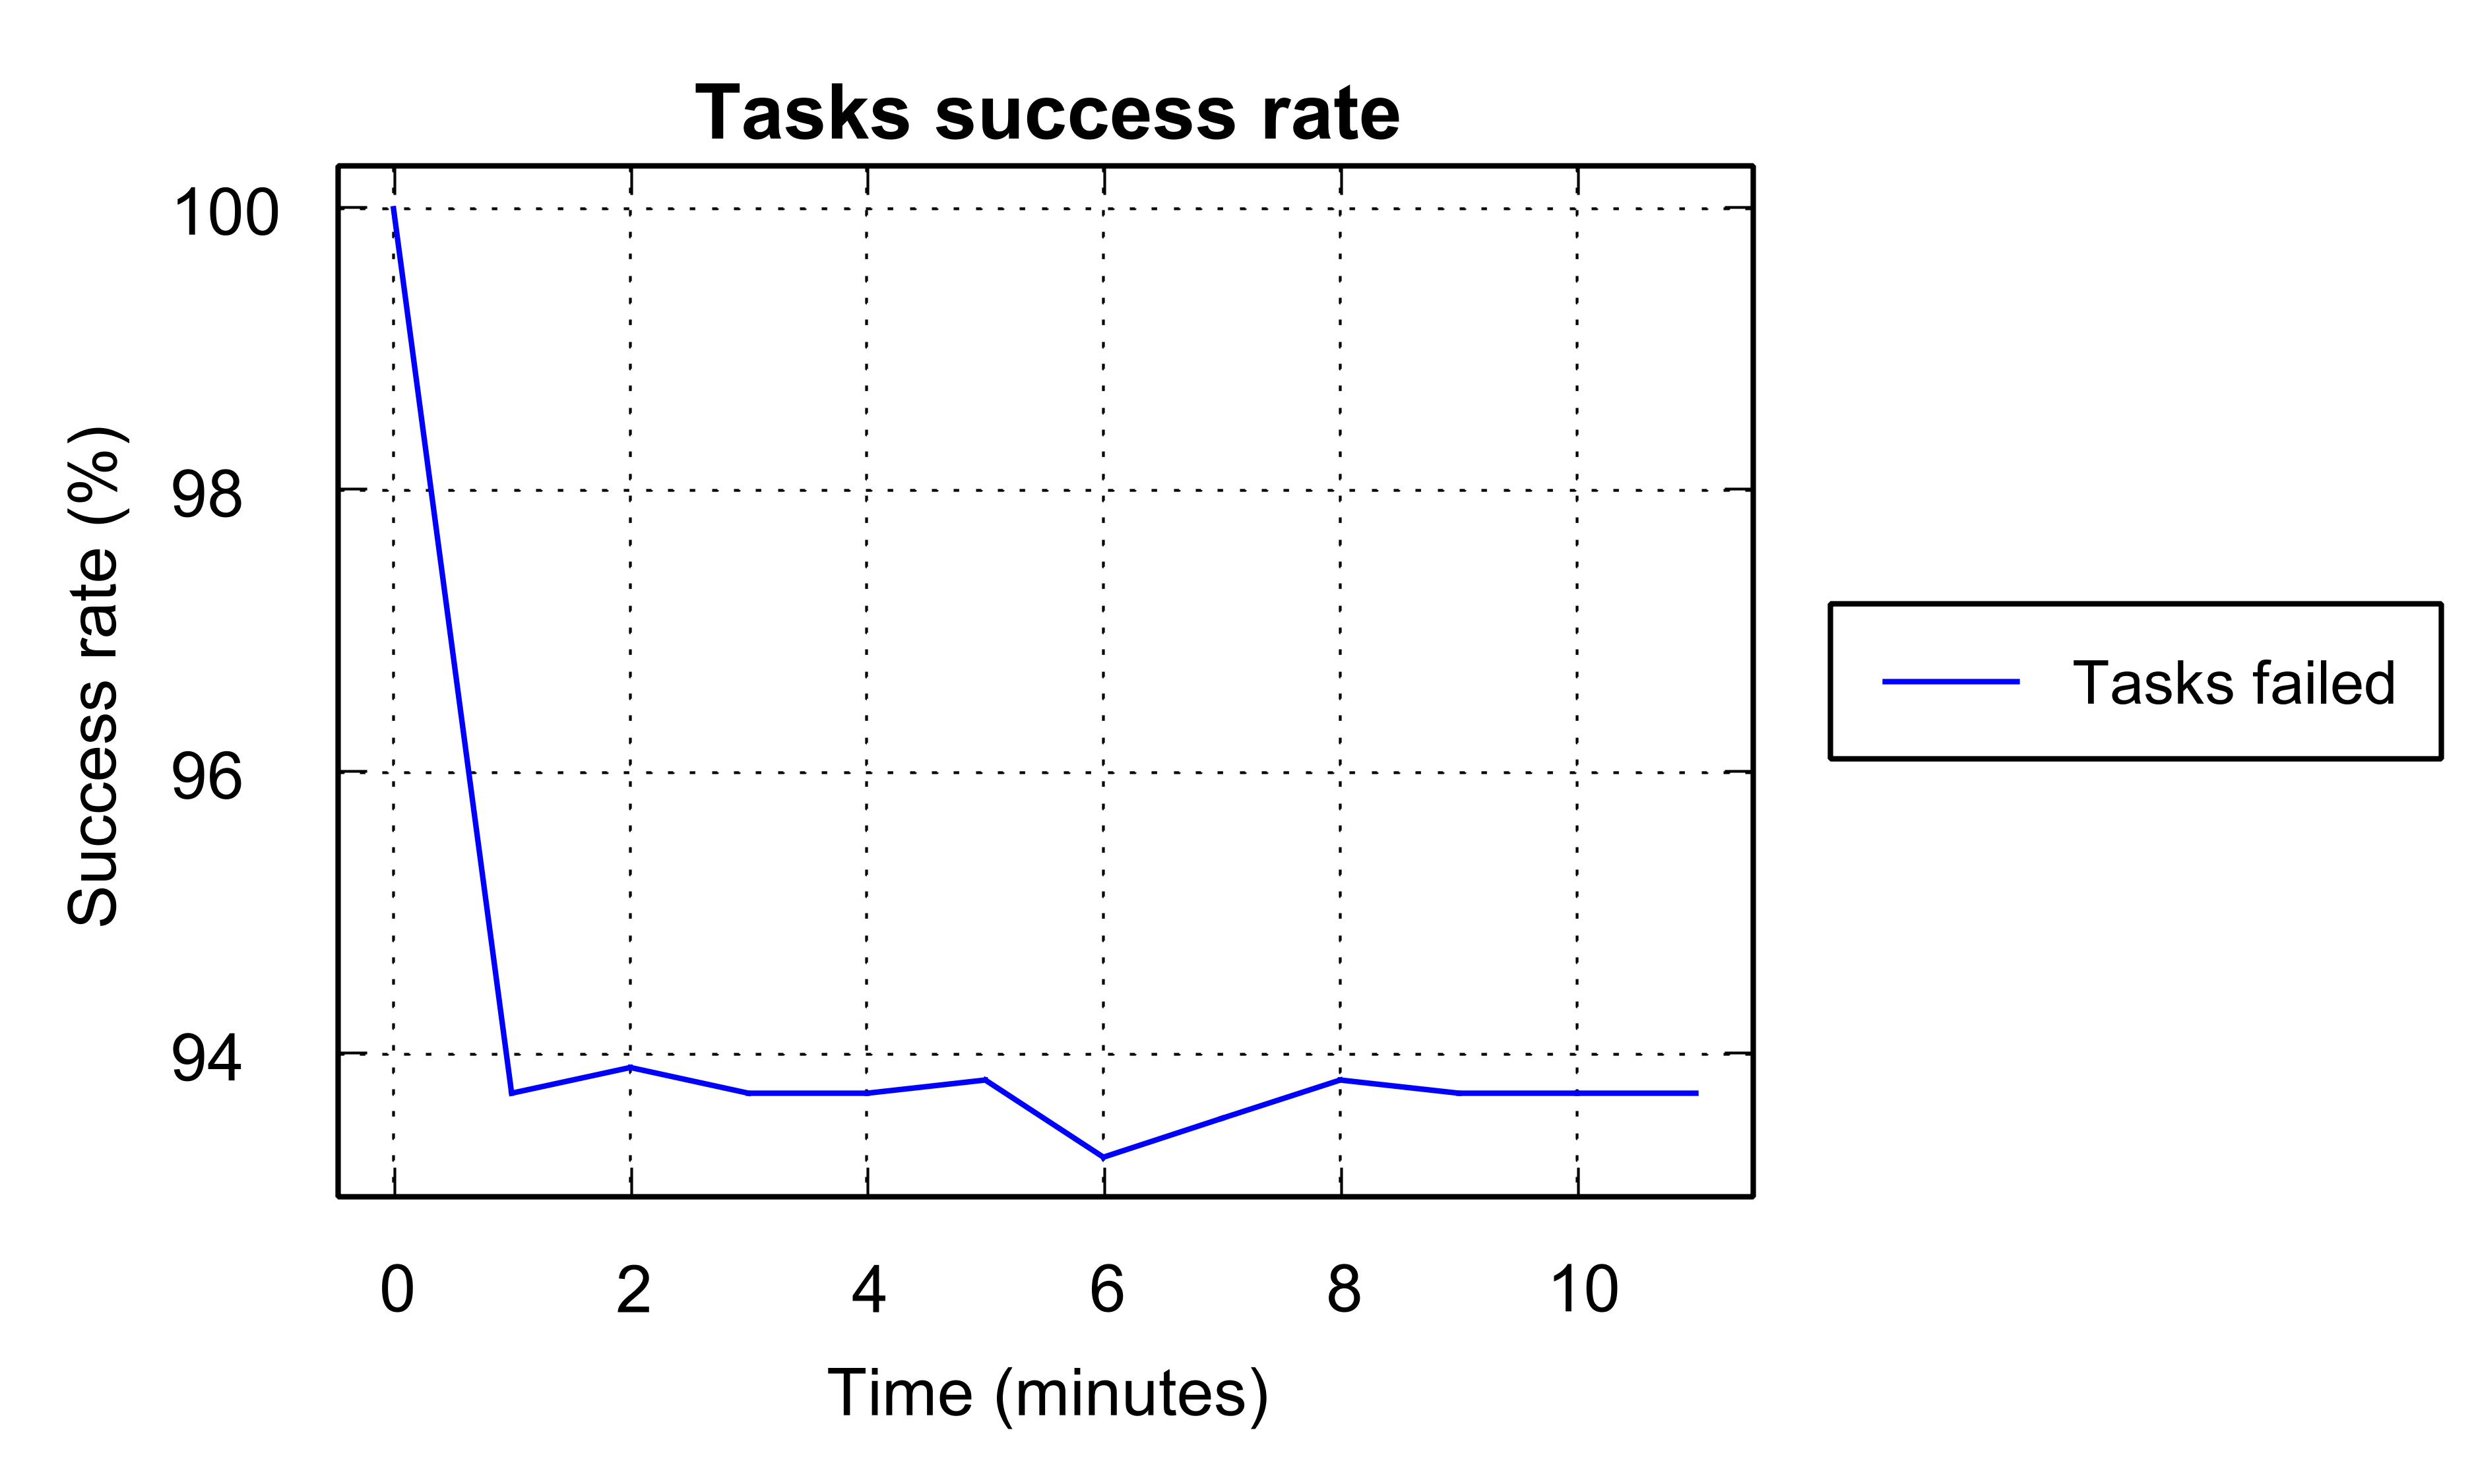 Tasks success rate
100
98
96
94
Success rate (%)
0 2 4 6 8 10
Time (minutes)
Tasks failed